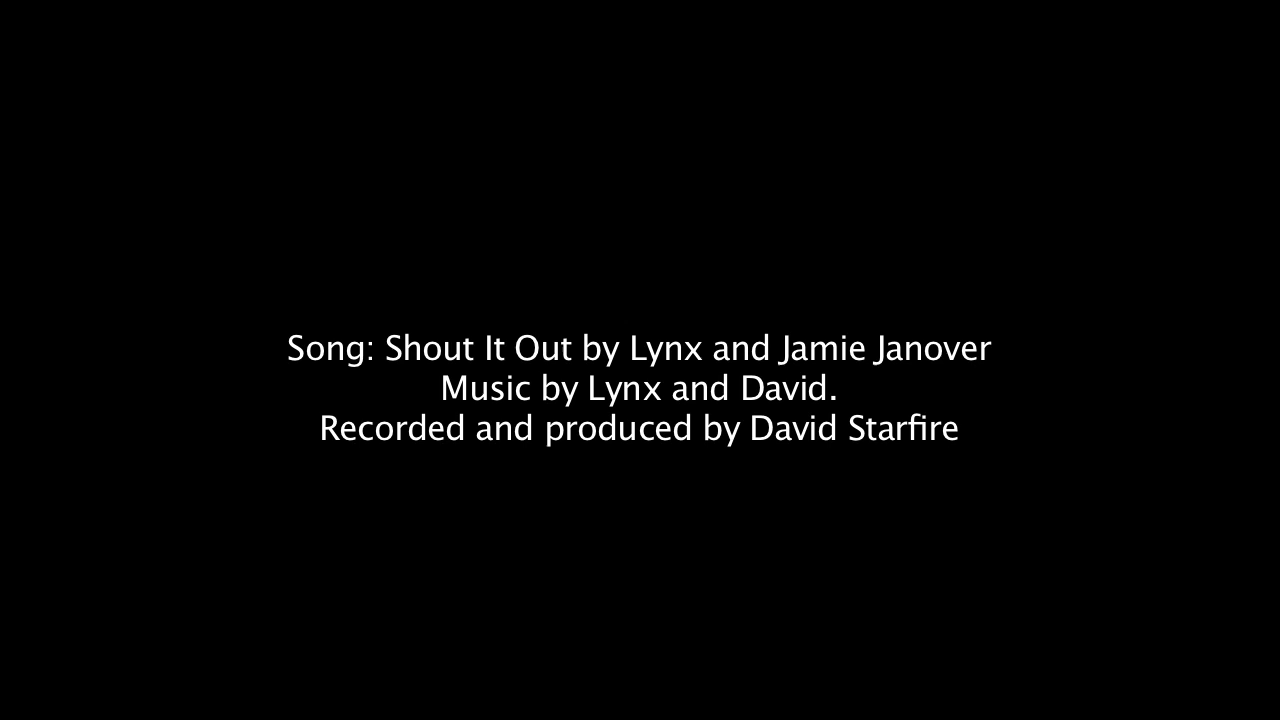 Song: Shout It Out by Lynx and Jamie Janover
Music by Lynx and David.
Recorded and produced by David Starfire